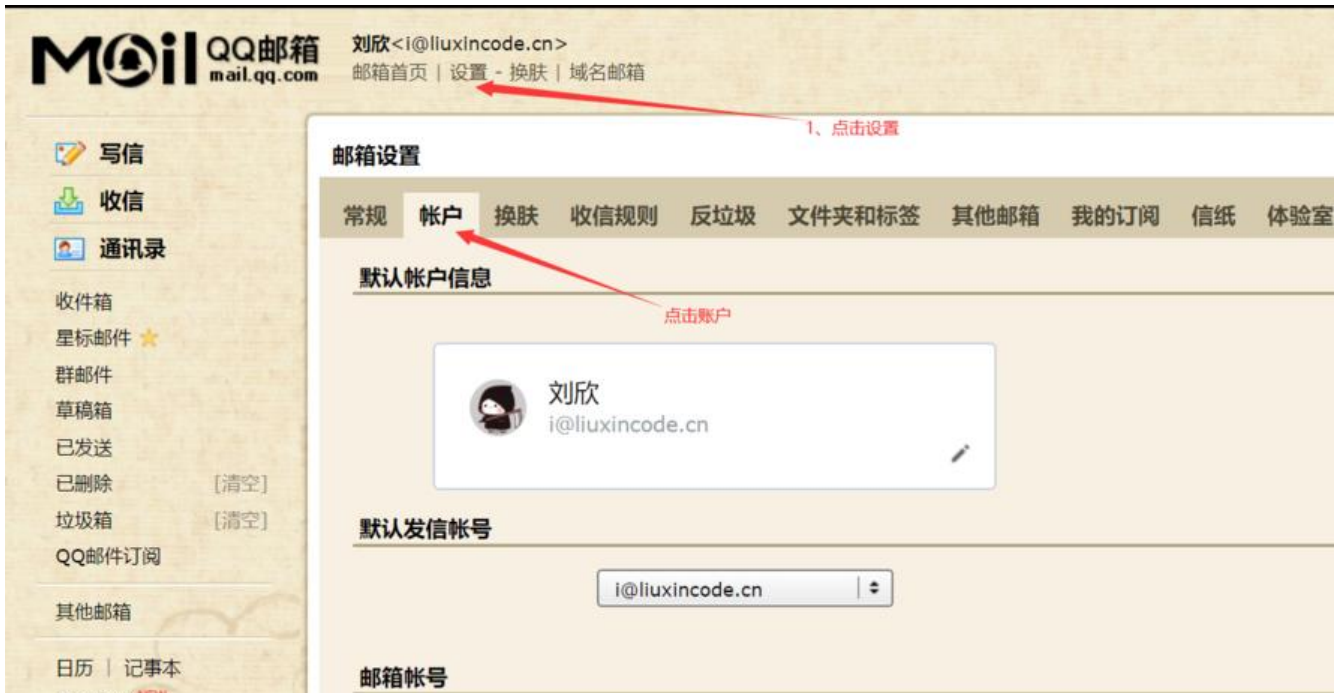 MOil QQ邮箱
mail.qq.com
刘欣<i@liuxincode.cn>
邮箱首页 | 设置 - 换肤 | 域名邮箱
1、点击设置
写信
收信
通讯录
收件箱
星标邮件
群邮件
草稿箱
已发送
已删除 [清空]
垃圾箱 [清空]
QQ邮件订阅
其他邮箱
日历 | 记事本
邮箱设置
常规 帐户 换肤 收信规则 反垃圾 文件夹和标签 其他邮箱 我的订阅 信纸 体验室
默认帐户信息
点击账户
刘欣
i@liuxincode.cn
默认发信帐号
i@liuxincode.cn
邮箱帐号